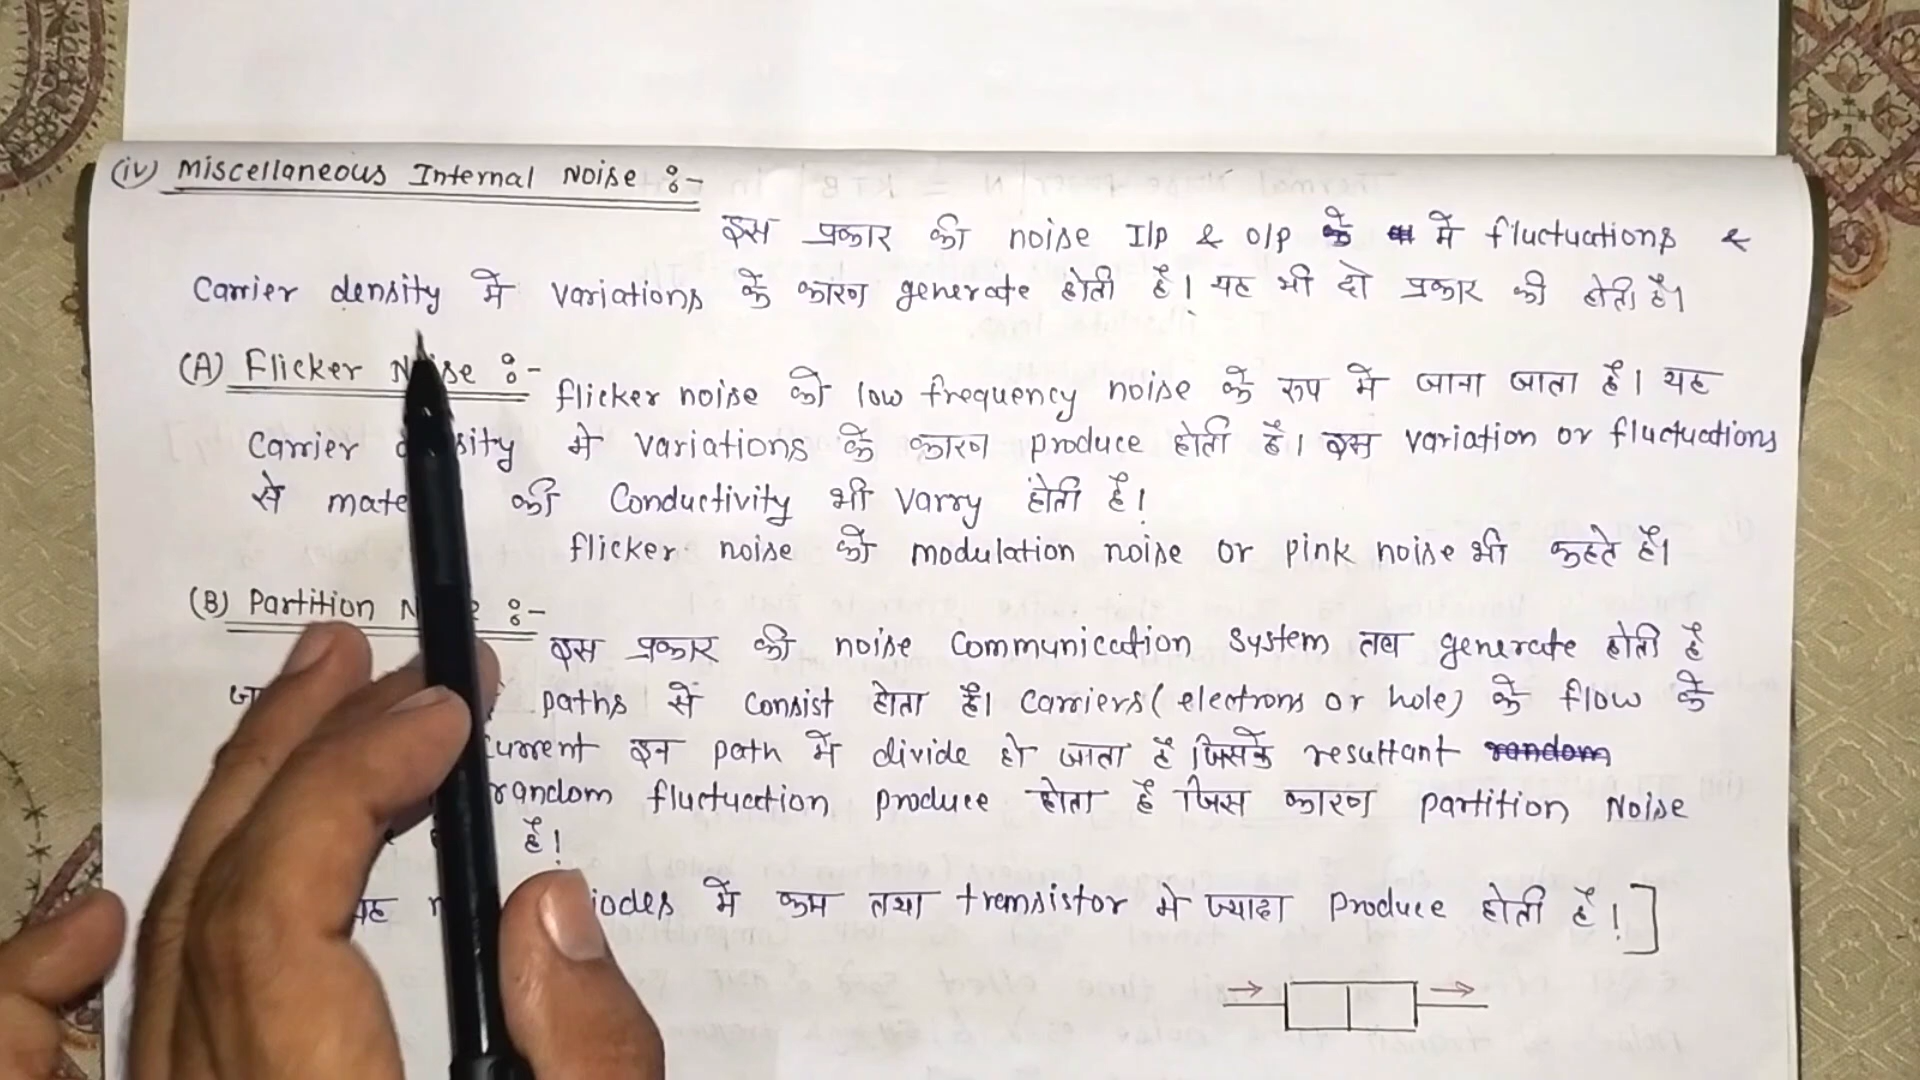 (iv) Miscellaneous Internal Noise :-
इस प्रकार की noise I/p & O/p के में fluctuations &
Carrier density में variations के कारण generate होती है। यह भी दो प्रकार की होती है।
(A) Flicker Noise :-
flicker noise को low frequency noise के रूप में जाना जाता है। यह
Carrier में variations के कारण produce होती है। इस variation or fluctuations
से की Conductivity भी varry होती है।
flicker noise को modulation noise or pink noise भी कहते है।
(B) Partition :-
इस प्रकार की noise Communication System तब generate होती है
paths से consist होता है। Carriers (electrons or hole) के flow के
current इन path में divide हो जाता है जिसके resultant random
random fluctuation produce होता है जिस कारण partition Noise
है।
में कम तथा transistor में ज्यादा produce होती है।]